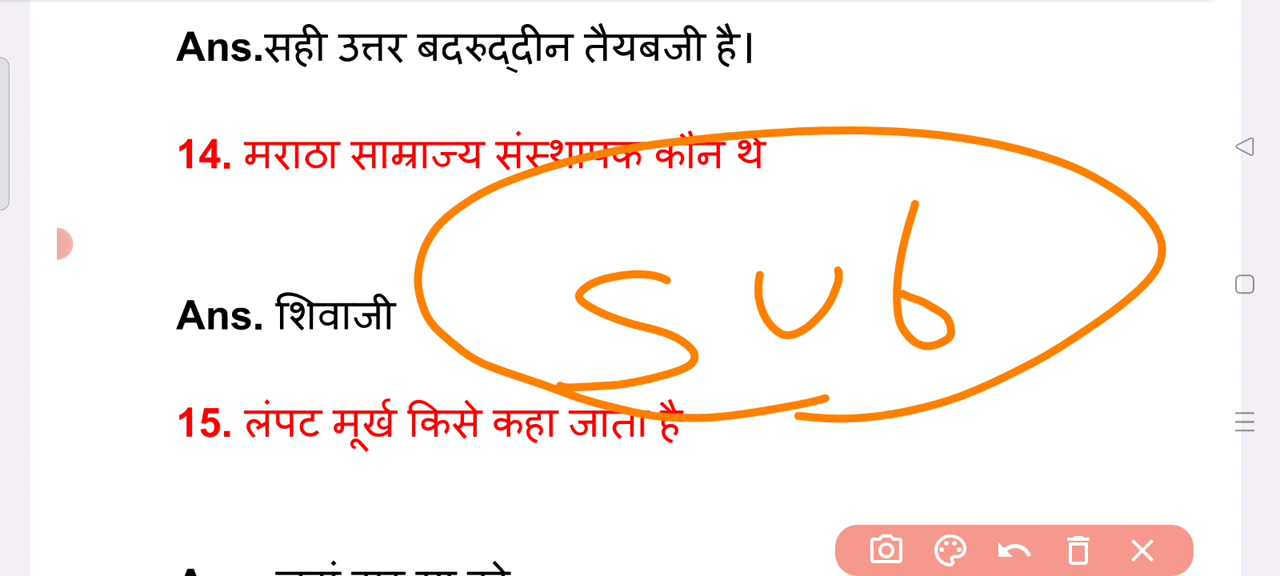 Ans.सही उत्तर बदरुद्दीन तैयबजी है।
14. मराठा साम्राज्य संस्थापक कौन थे
sub
Ans. शिवाजी
15. लंपट मूर्ख किसे कहा जाता है